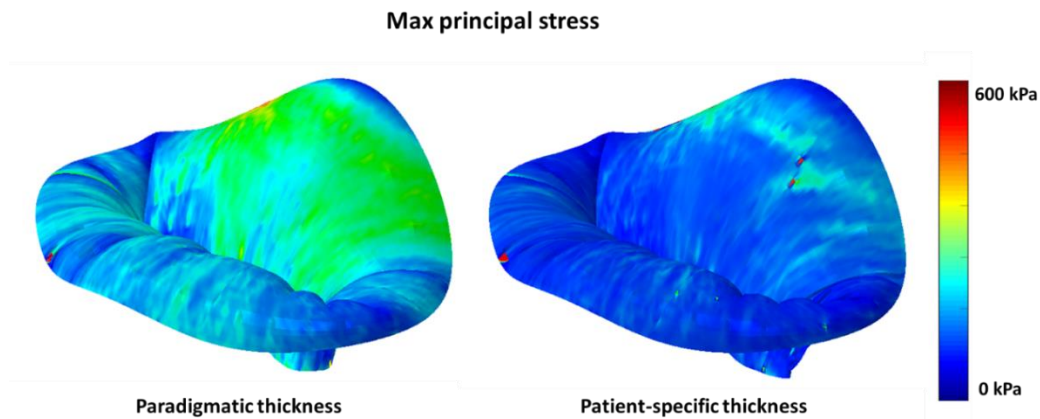 Max principal stress
600 kPa
0 kPa
Paradigmatic thickness
Patient-specific thickness